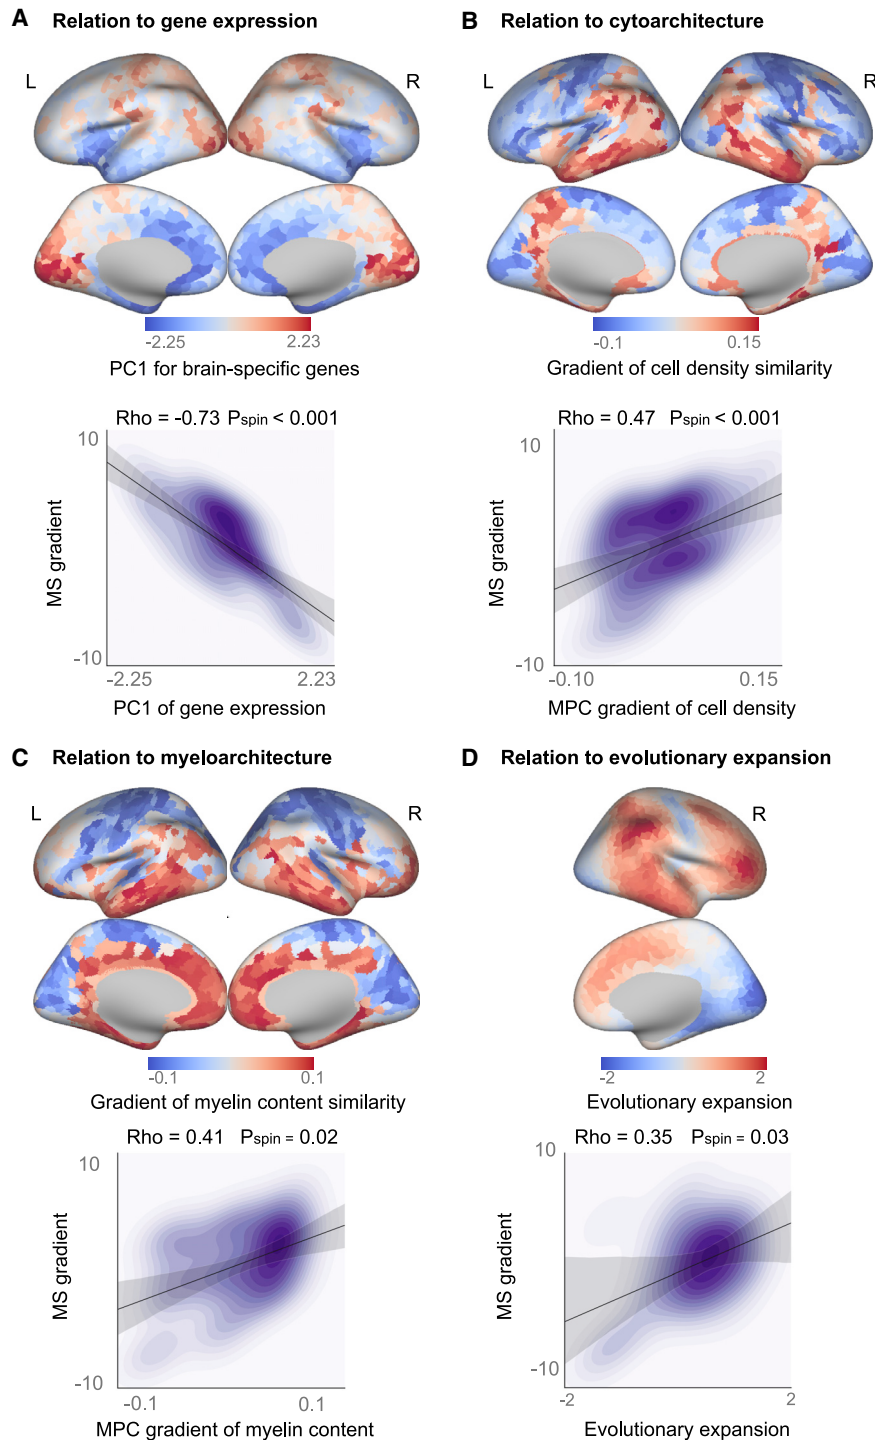 A Relation to gene expression
L R
-2.25 2.23
PC1 for brain-specific genes
Rho = -0.73 Pspin < 0.001
10
MS gradient
-10
-2.25 2.23
PC1 of gene expression
B Relation to cytoarchitecture
L R
-0.1 0.15
Gradient of cell density similarity
Rho = 0.47 Pspin < 0.001
10
MS gradient
-10
-0.10 0.15
MPC gradient of cell density
C Relation to myeloarchitecture
L R
-0.1 0.1
Gradient of myelin content similarity
Rho = 0.41 Pspin = 0.02
10
MS gradient
-10
-0.1 0.1
MPC gradient of myelin content
D Relation to evolutionary expansion
R
-2 2
Evolutionary expansion
Rho = 0.35 Pspin = 0.03
10
MS gradient
-10
-2 2
Evolutionary expansion